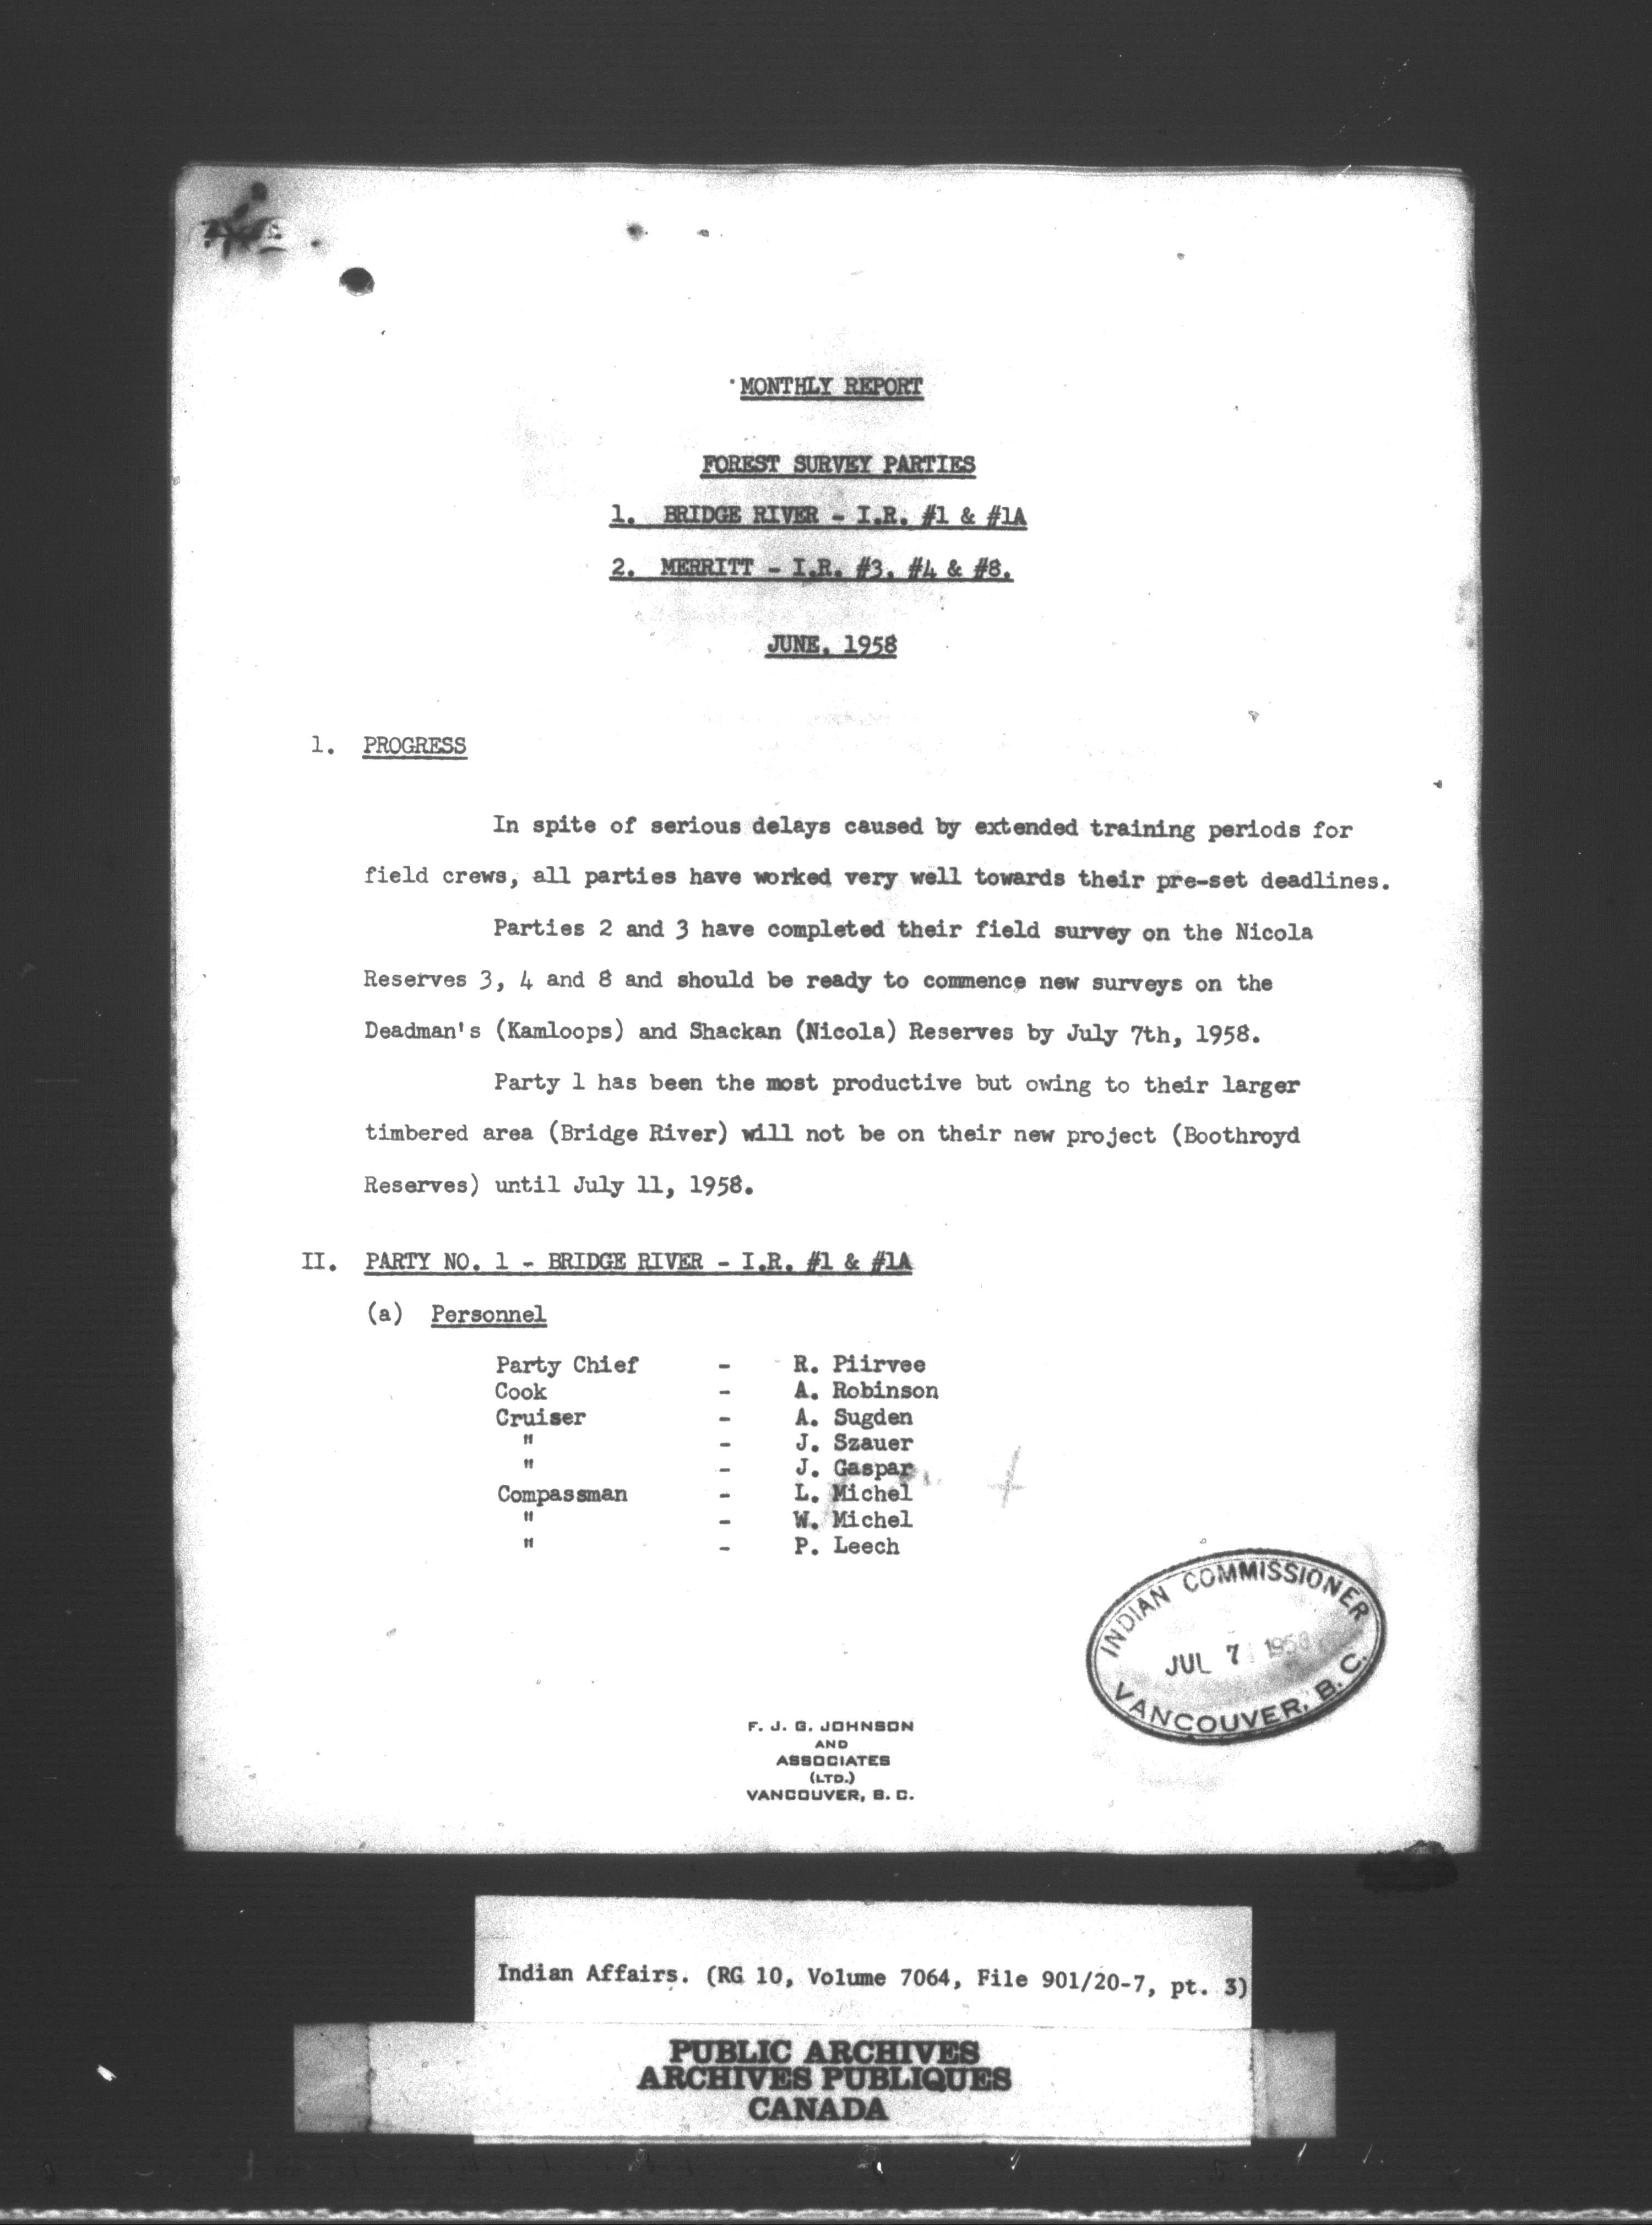 MONTHLY REPORT
FOREST SURVEY PARTIES
1. BRIDGE RIVER - I.R. #1 & #1A
2. MERRITT - I.R. #3, #4 & #8.
JUNE, 1958
1. PROGRESS
In spite of serious delays caused by extended training periods for
field crews, all parties have worked very well towards their pre-set deadlines.
Parties 2 and 3 have completed their field survey on the Nicola
Reserves 3, 4 and 8 and should be ready to commence new surveys on the
Deadman's (Kamloops) and Shackan (Nicola) Reserves by July 7th, 1958.
Party 1 has been the most productive but owing to their larger
timbered area (Bridge River) will not be on their new project (Boothroyd
Reserves) until July 11, 1958.
II. PARTY NO. 1 - BRIDGE RIVER - I.R. #1 & #1A
(a) Personnel
Party Chief - R. Piirvee
Cook - A. Robinson
Cruiser - A. Sugden
" - J. Szauer
" - J. Gaspar
Compassman - L. Michel
" - W. Michel
" - P. Leech
INDIAN COMMISSIONER
JUL 7 1958
VANCOUVER, B. C.
F. J. G. JOHNSON
AND
ASSOCIATES
(LTD.)
VANCOUVER, B. C.
Indian Affairs. (RG 10, Volume 7064, File 901/20-7, pt. 3)
PUBLIC ARCHIVES
ARCHIVES PUBLIQUES
CANADA